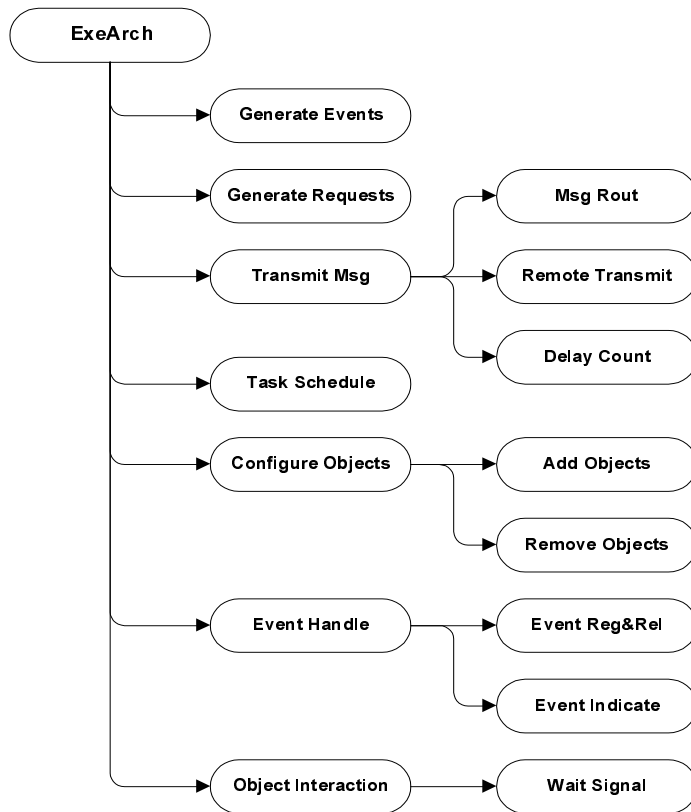 ExeArch
Generate Events
Generate Requests
Msg Rout
Transmit Msg
Remote Transmit
Delay Count
Task Schedule
Configure Objects
Add Objects
Remove Objects
Event Handle
Event Reg&Rel
Event Indicate
Object Interaction
Wait Signal